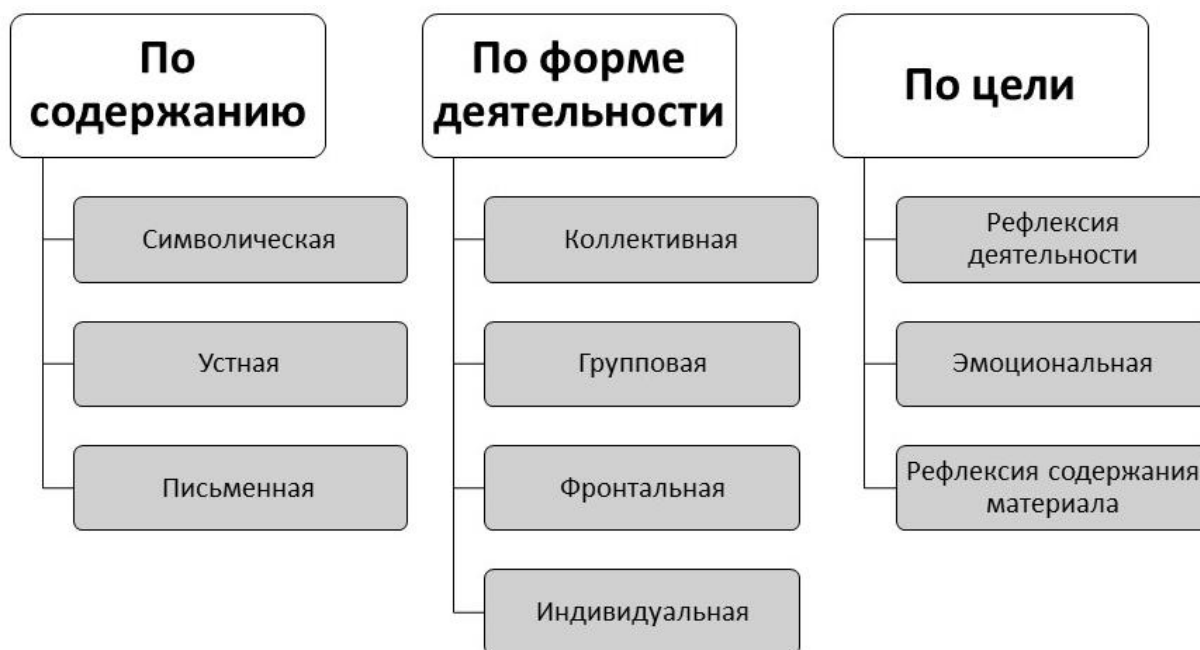 По
содержанию
Символическая
Устная
Письменная
По форме
деятельности
Коллективная
Групповая
Фронтальная
Индивидуальная
По цели
Рефлексия
деятельности
Эмоциональная
Рефлексия содержания
материала